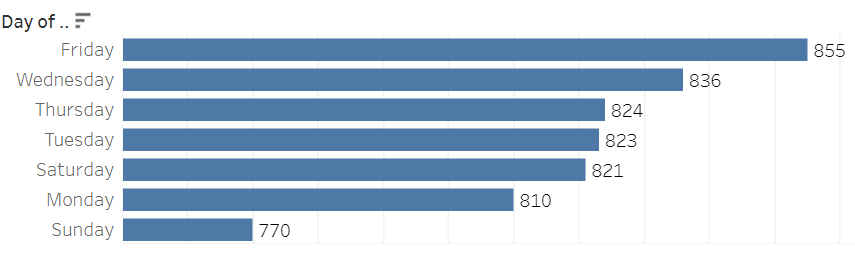 Day of ..
Friday 855
Wednesday 836
Thursday 824
Tuesday 823
Saturday 821
Monday 810
Sunday 770